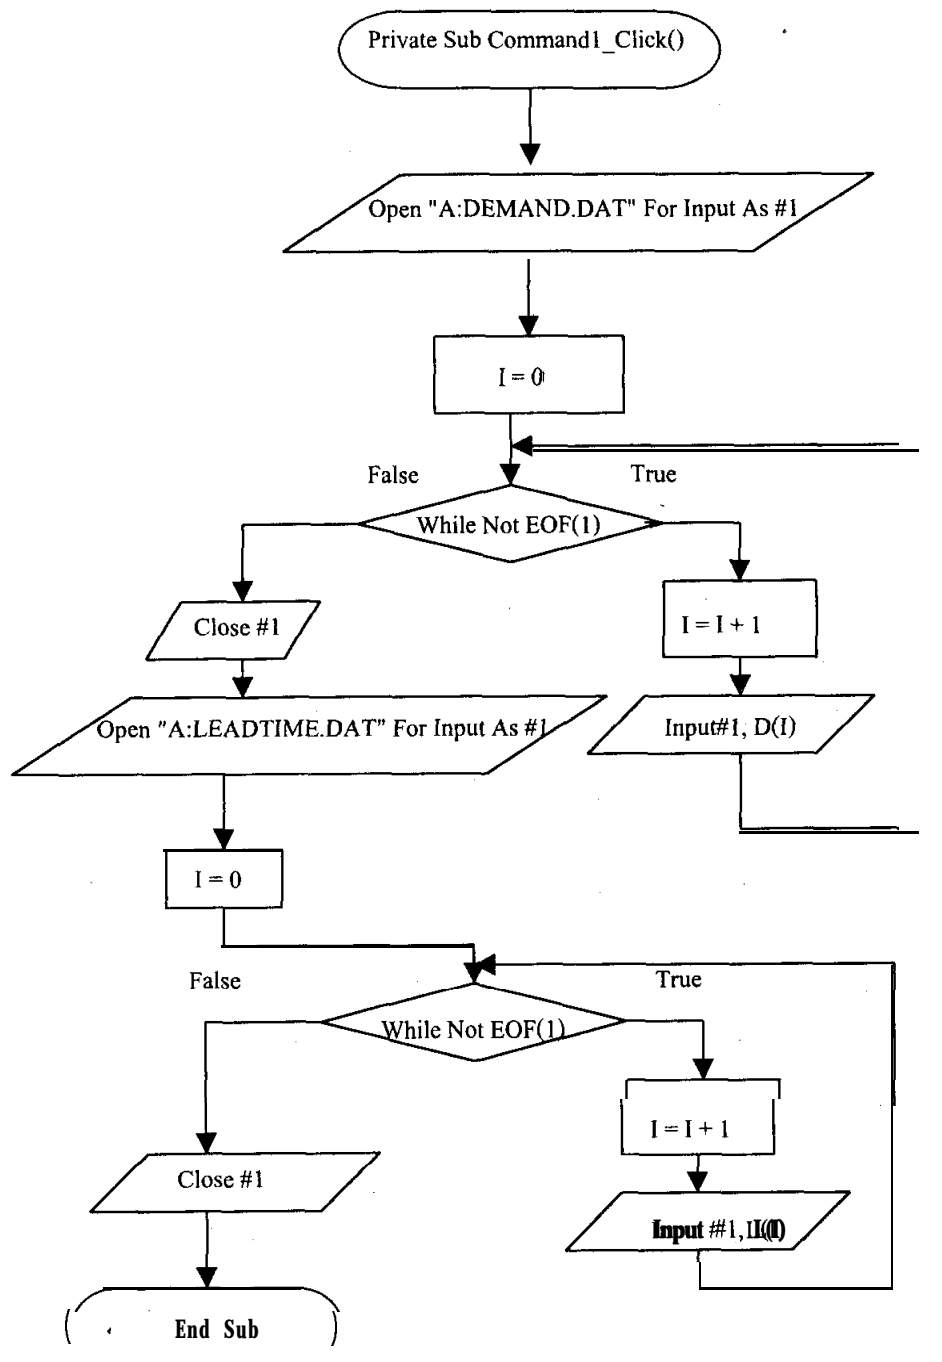 Private Sub Command1_Click()
Open "A:DEMAND.DAT" For Input As #1
I = 0
False
True
While Not EOF(1)
Close #1
I = I + 1
Open "A:LEADTIME.DAT" For Input As #1
Input#1, D(I)
I = 0
False
True
While Not EOF(1)
I = I + 1
Close #1
Input #1,
End Sub